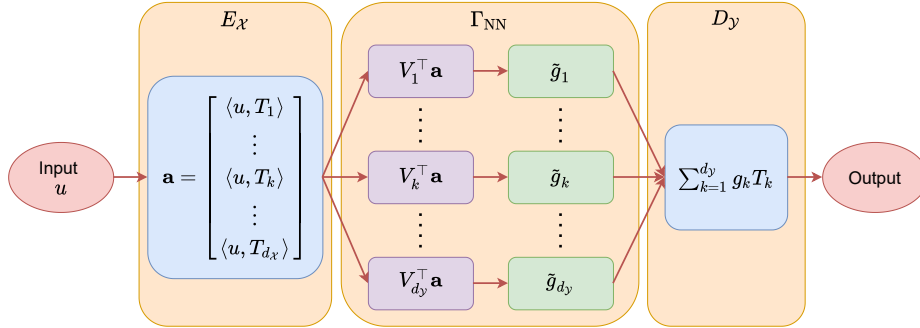 E_𝒳
Γ_NN
D_𝒴
Input
u
a = [⟨u, T_1⟩
⋮
⟨u, T_k⟩
⋮
⟨u, T_{d_𝒳}⟩]
V_1^⊤ a
g̃_1
⋮ ⋮
V_k^⊤ a
g̃_k
⋮ ⋮
V_{d_y}^⊤ a
g̃_{d_y}
∑_{k=1}^{d_y} g_k T_k
Output